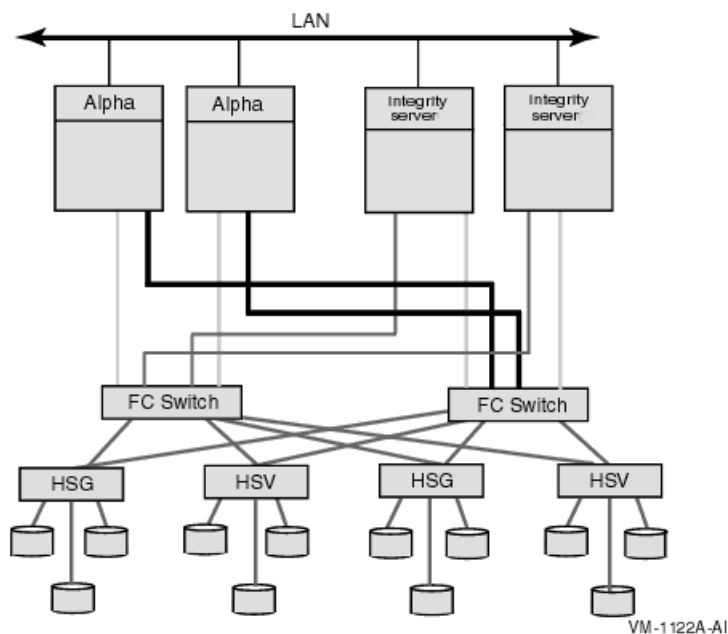 LAN
Alpha
Alpha
Integrity
server
Integrity
server
FC Switch
FC Switch
HSG
HSV
HSG
HSV
VM-1122A-AI